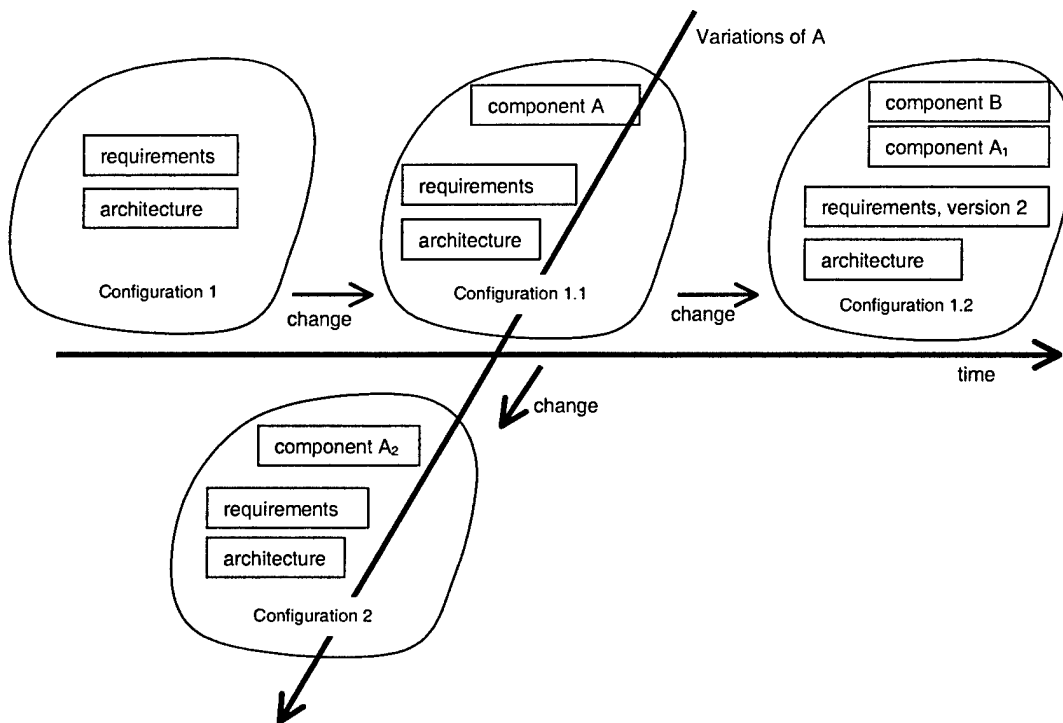 Variations of A
requirements
architecture
Configuration 1
change
component A
requirements
architecture
Configuration 1.1
change
component B
component A₁
requirements, version 2
architecture
Configuration 1.2
time
change
component A₂
requirements
architecture
Configuration 2